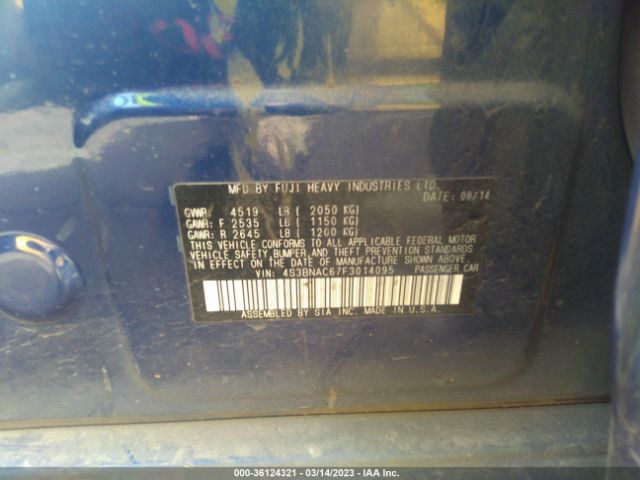 MFD BY FUJI HEAVY INDUSTRIES LTD.
DATE: 08/14
GVWR 4519 LB ( 2050 KG)
GAWR: F 2535 LB ( 1150 KG)
GAWR: R 2645 LB ( 1200 KG)
THIS VEHICLE CONFORMS TO ALL APPLICABLE FEDERAL MOTOR
VEHICLE SAFETY, BUMPER, AND THEFT PREVENTION STANDARDS
IN EFFECT ON THE DATE OF MANUFACTURE SHOWN ABOVE.
VIN: 4S3BNAC67F3014095 PASSENGER CAR
ASSEMBLED BY SIA INC. MADE IN U.S.A.
000-36124321 - 03/14/2023 - IAA Inc.